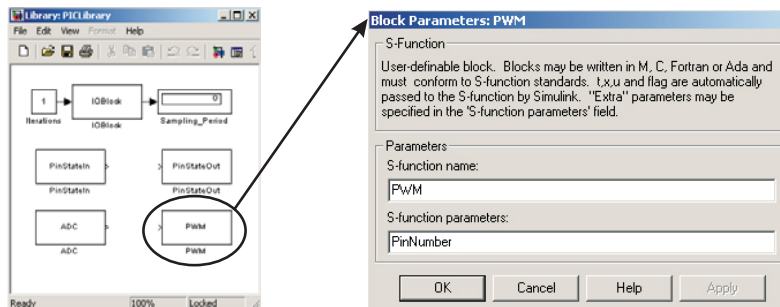 Library: PICLibrary
File Edit View Format Help
1
Iterations
IOBlock
IOBlock
0
Sampling_Period
PinStateIn
PinStateIn
PinStateOut
PinStateOut
ADC
ADC
PWM
PWM
Ready 100% Locked
Block Parameters: PWM
S-Function
User-definable block. Blocks may be written in M, C, Fortran or Ada and
must conform to S-function standards. t,x,u and flag are automatically
passed to the S-function by Simulink. "Extra" parameters may be
specified in the 'S-function parameters' field.
Parameters
S-function name:
PWM
S-function parameters:
PinNumber
OK Cancel Help Apply